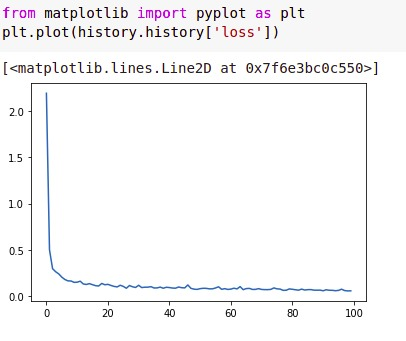 from matplotlib import pyplot as plt
plt.plot(history.history['loss'])
[<matplotlib.lines.Line2D at 0x7f6e3bc0c550>]
2.0
1.5
1.0
0.5
0.0
0 20 40 60 80 100